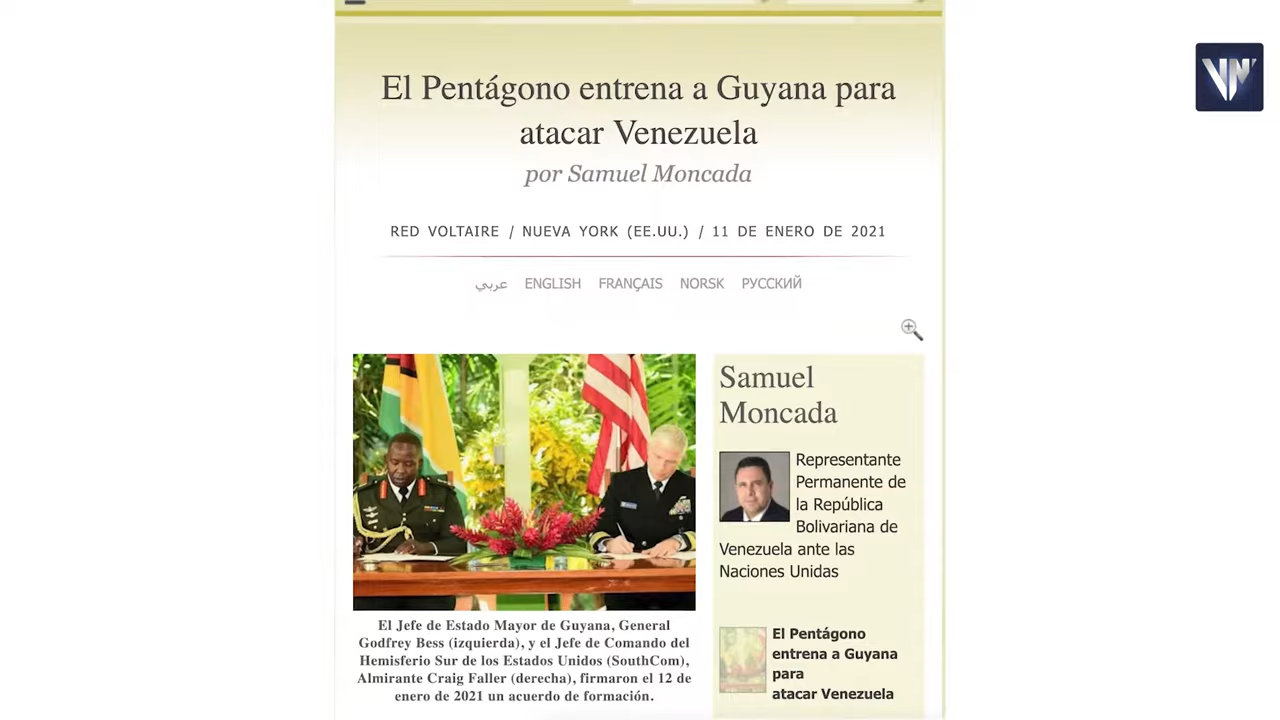 El Pentágono entrena a Guyana para
atacar Venezuela
por Samuel Moncada
RED VOLTAIRE / NUEVA YORK (EE.UU.) / 11 DE ENERO DE 2021
عربي ENGLISH FRANÇAIS NORSK РУССКИЙ
El Jefe de Estado Mayor de Guyana, General
Godfrey Bess (izquierda), y el Jefe de Comando del
Hemisferio Sur de los Estados Unidos (SouthCom),
Almirante Craig Faller (derecha), firmaron el 12 de
enero de 2021 un acuerdo de formación.
Samuel
Moncada
Representante
Permanente de
la República
Bolivariana de
Venezuela ante las
Naciones Unidas
El Pentágono
entrena a Guyana
para
atacar Venezuela
VN